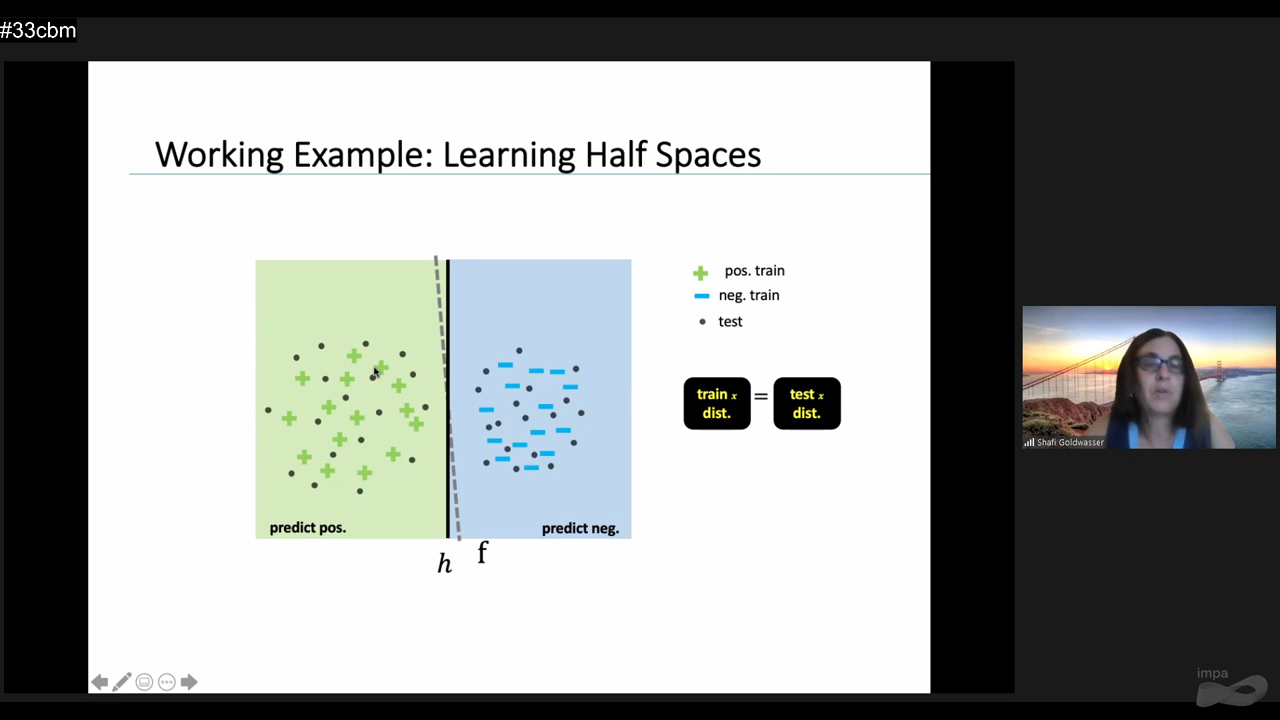 #33cbm
Working Example: Learning Half Spaces
pos. train
neg. train
test
train x
dist.
=
test x
dist.
predict pos.
predict neg.
h
f
Shafi Goldwasser
impa